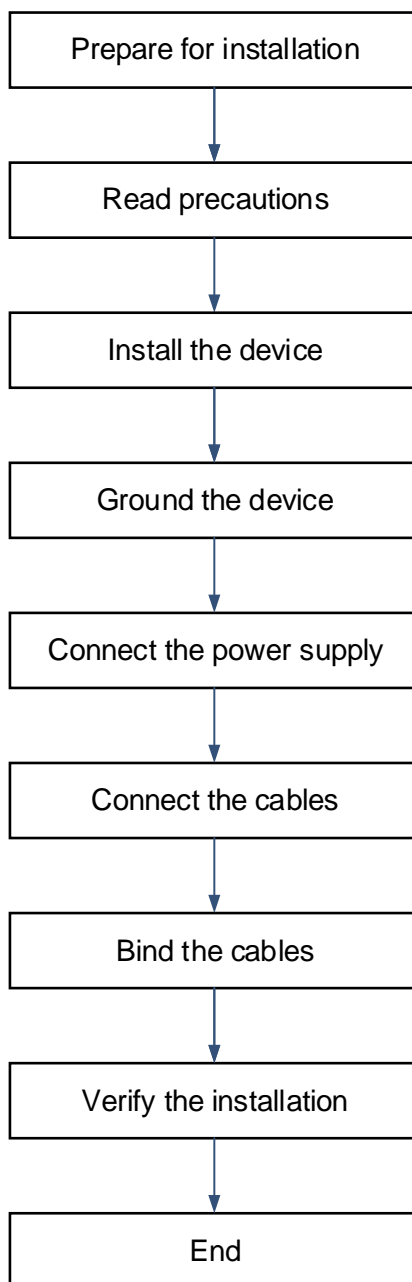 Prepare for installation
Read precautions
Install the device
Ground the device
Connect the power supply
Connect the cables
Bind the cables
Verify the installation
End